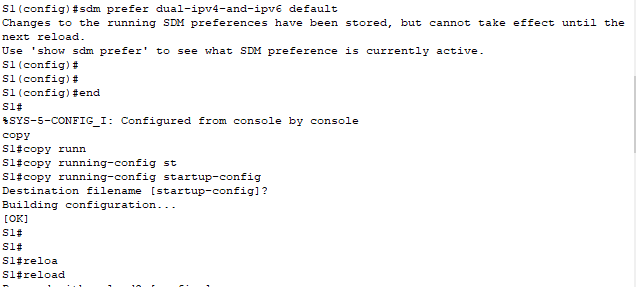 S1(config)#sdm prefer dual-ipv4-and-ipv6 default
Changes to the running SDM preferences have been stored, but cannot take effect until the
next reload.
Use 'show sdm prefer' to see what SDM preference is currently active.
S1(config)#
S1(config)#
S1(config)#end
S1#
%SYS-5-CONFIG_I: Configured from console by console
copy
S1#copy runn
S1#copy running-config st
S1#copy running-config startup-config
Destination filename [startup-config]?
Building configuration...
[OK]
S1#
S1#
S1#reloa
S1#reload